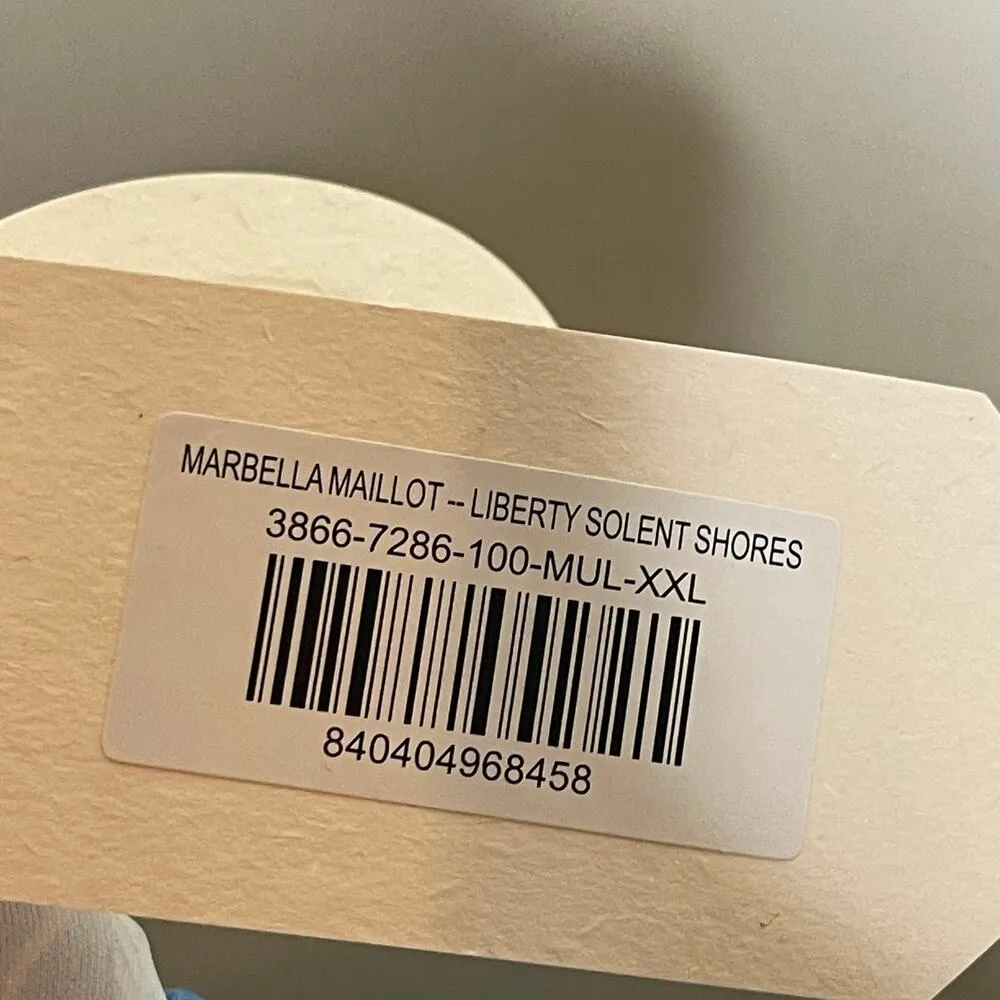 MARBELLA MAILLOT -- LIBERTY SOLENT SHORES
3866-7286-100-MUL-XXL
840404968458